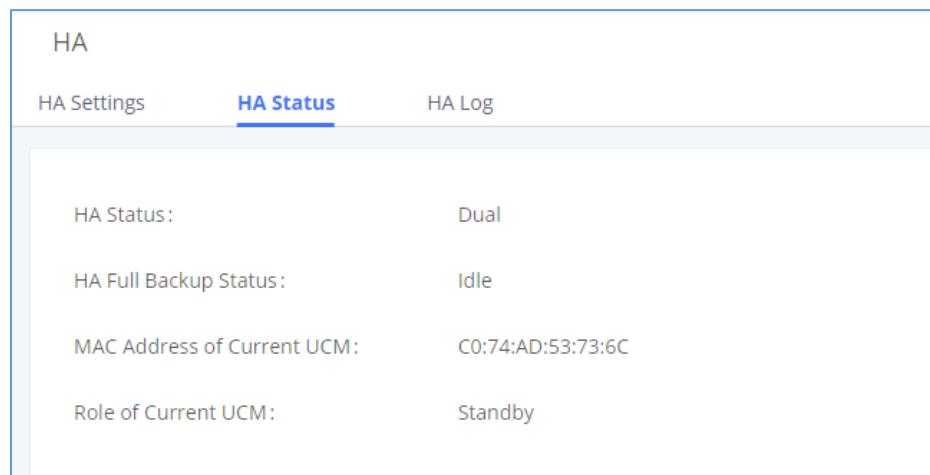 HA
HA Settings HA Status HA Log
HA Status: Dual
HA Full Backup Status: Idle
MAC Address of Current UCM: C0:74:AD:53:73:6C
Role of Current UCM: Standby